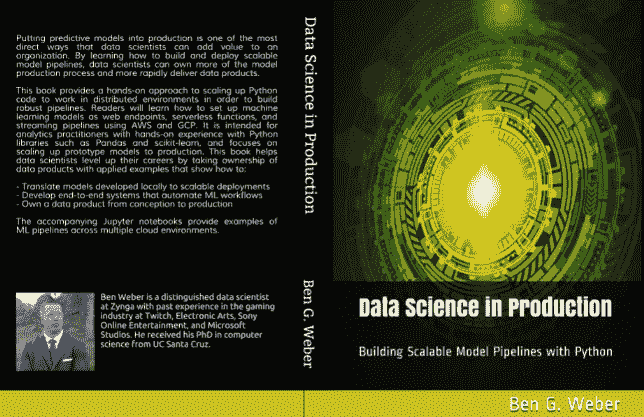 Putting predictive models into production is one of the most
direct ways that data scientists can add value to an
organization. By learning how to build and deploy scalable
model pipelines, data scientists can own more of the model
production process and more rapidly deliver data products.
This book provides a hands-on approach to scaling up Python
code to work in distributed environments in order to build
robust pipelines. Readers will learn how to set up machine
learning models as web endpoints, serverless functions, and
streaming pipelines using AWS and GCP. It is intended for
analytics practitioners with hands-on experience with Python
libraries such as Pandas and scikit-learn, and focuses on
scaling up prototype models to production. This book helps
data scientists level up their careers by taking ownership of
data products with applied examples that show how to:
- Translate models developed locally to scalable deployments
- Develop end-to-end systems that automate ML workflows
- Own a data product from conception to production
The accompanying Jupyter notebooks provide examples of
ML pipelines across multiple cloud environments.
Ben Weber is a distinguished data scientist
at Zynga with past experience in the gaming
industry at Twitch, Electronic Arts, Sony
Online Entertainment, and Microsoft
Studios. He received his PhD in computer
science from UC Santa Cruz.
Data Science in Production
Ben G. Weber
Data Science in Production
Building Scalable Model Pipelines with Python
Ben G. Weber